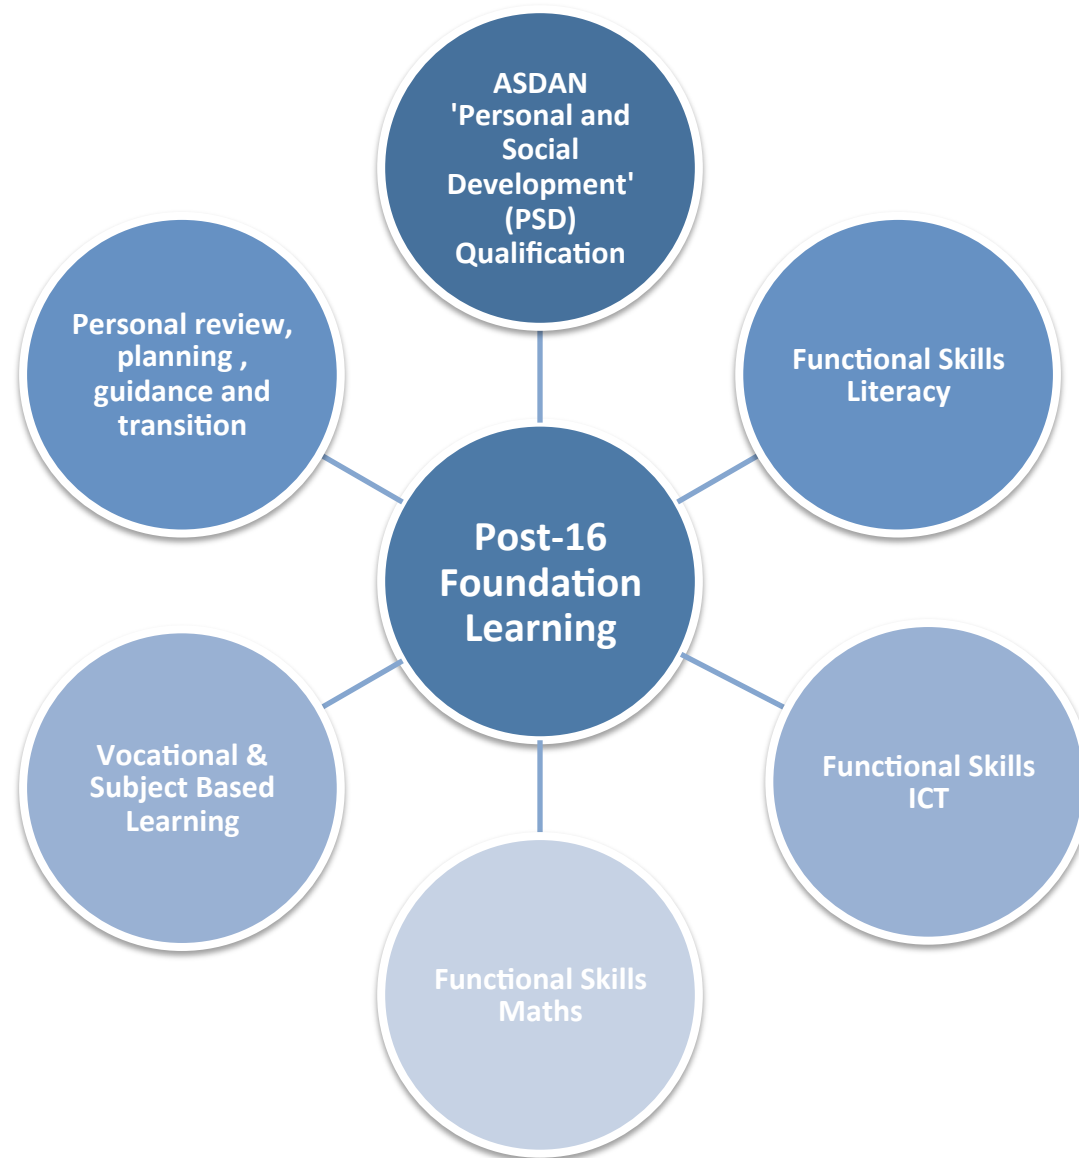 ASDAN
'Personal and
Social
Development'
(PSD)
Qualification
Personal review,
planning ,
guidance and
transition
Functional Skills
Literacy
Post-16
Foundation
Learning
Vocational &
Subject Based
Learning
Functional Skills
ICT
Functional Skills
Maths